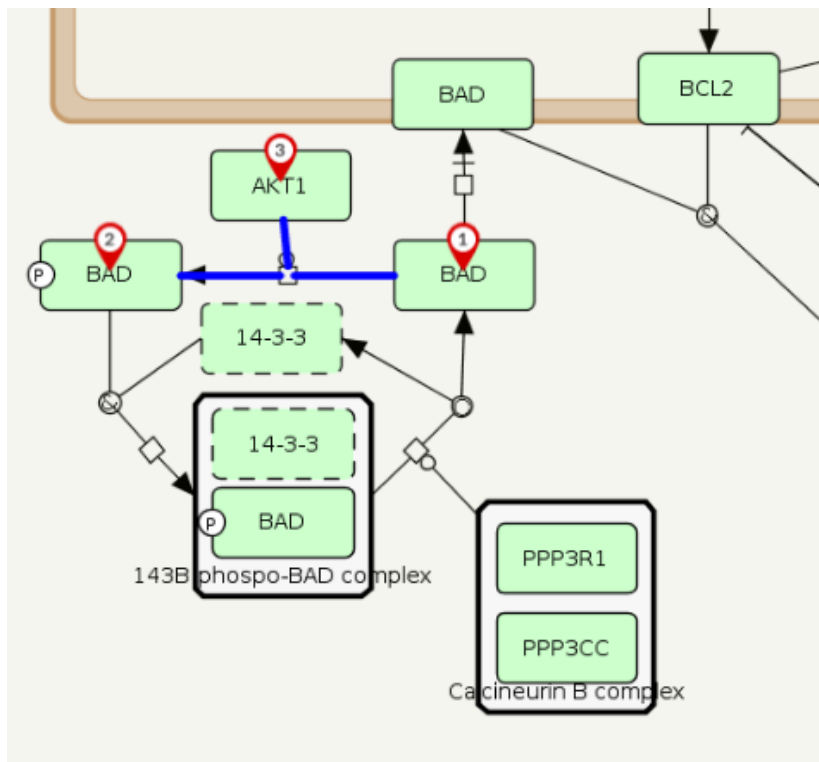 BAD
BCL2
3
AKT1
2
P
BAD
1
BAD
14-3-3
&
&
14-3-3
P
BAD
143B phospo-BAD complex
PPP3R1
PPP3CC
Calcineurin B complex